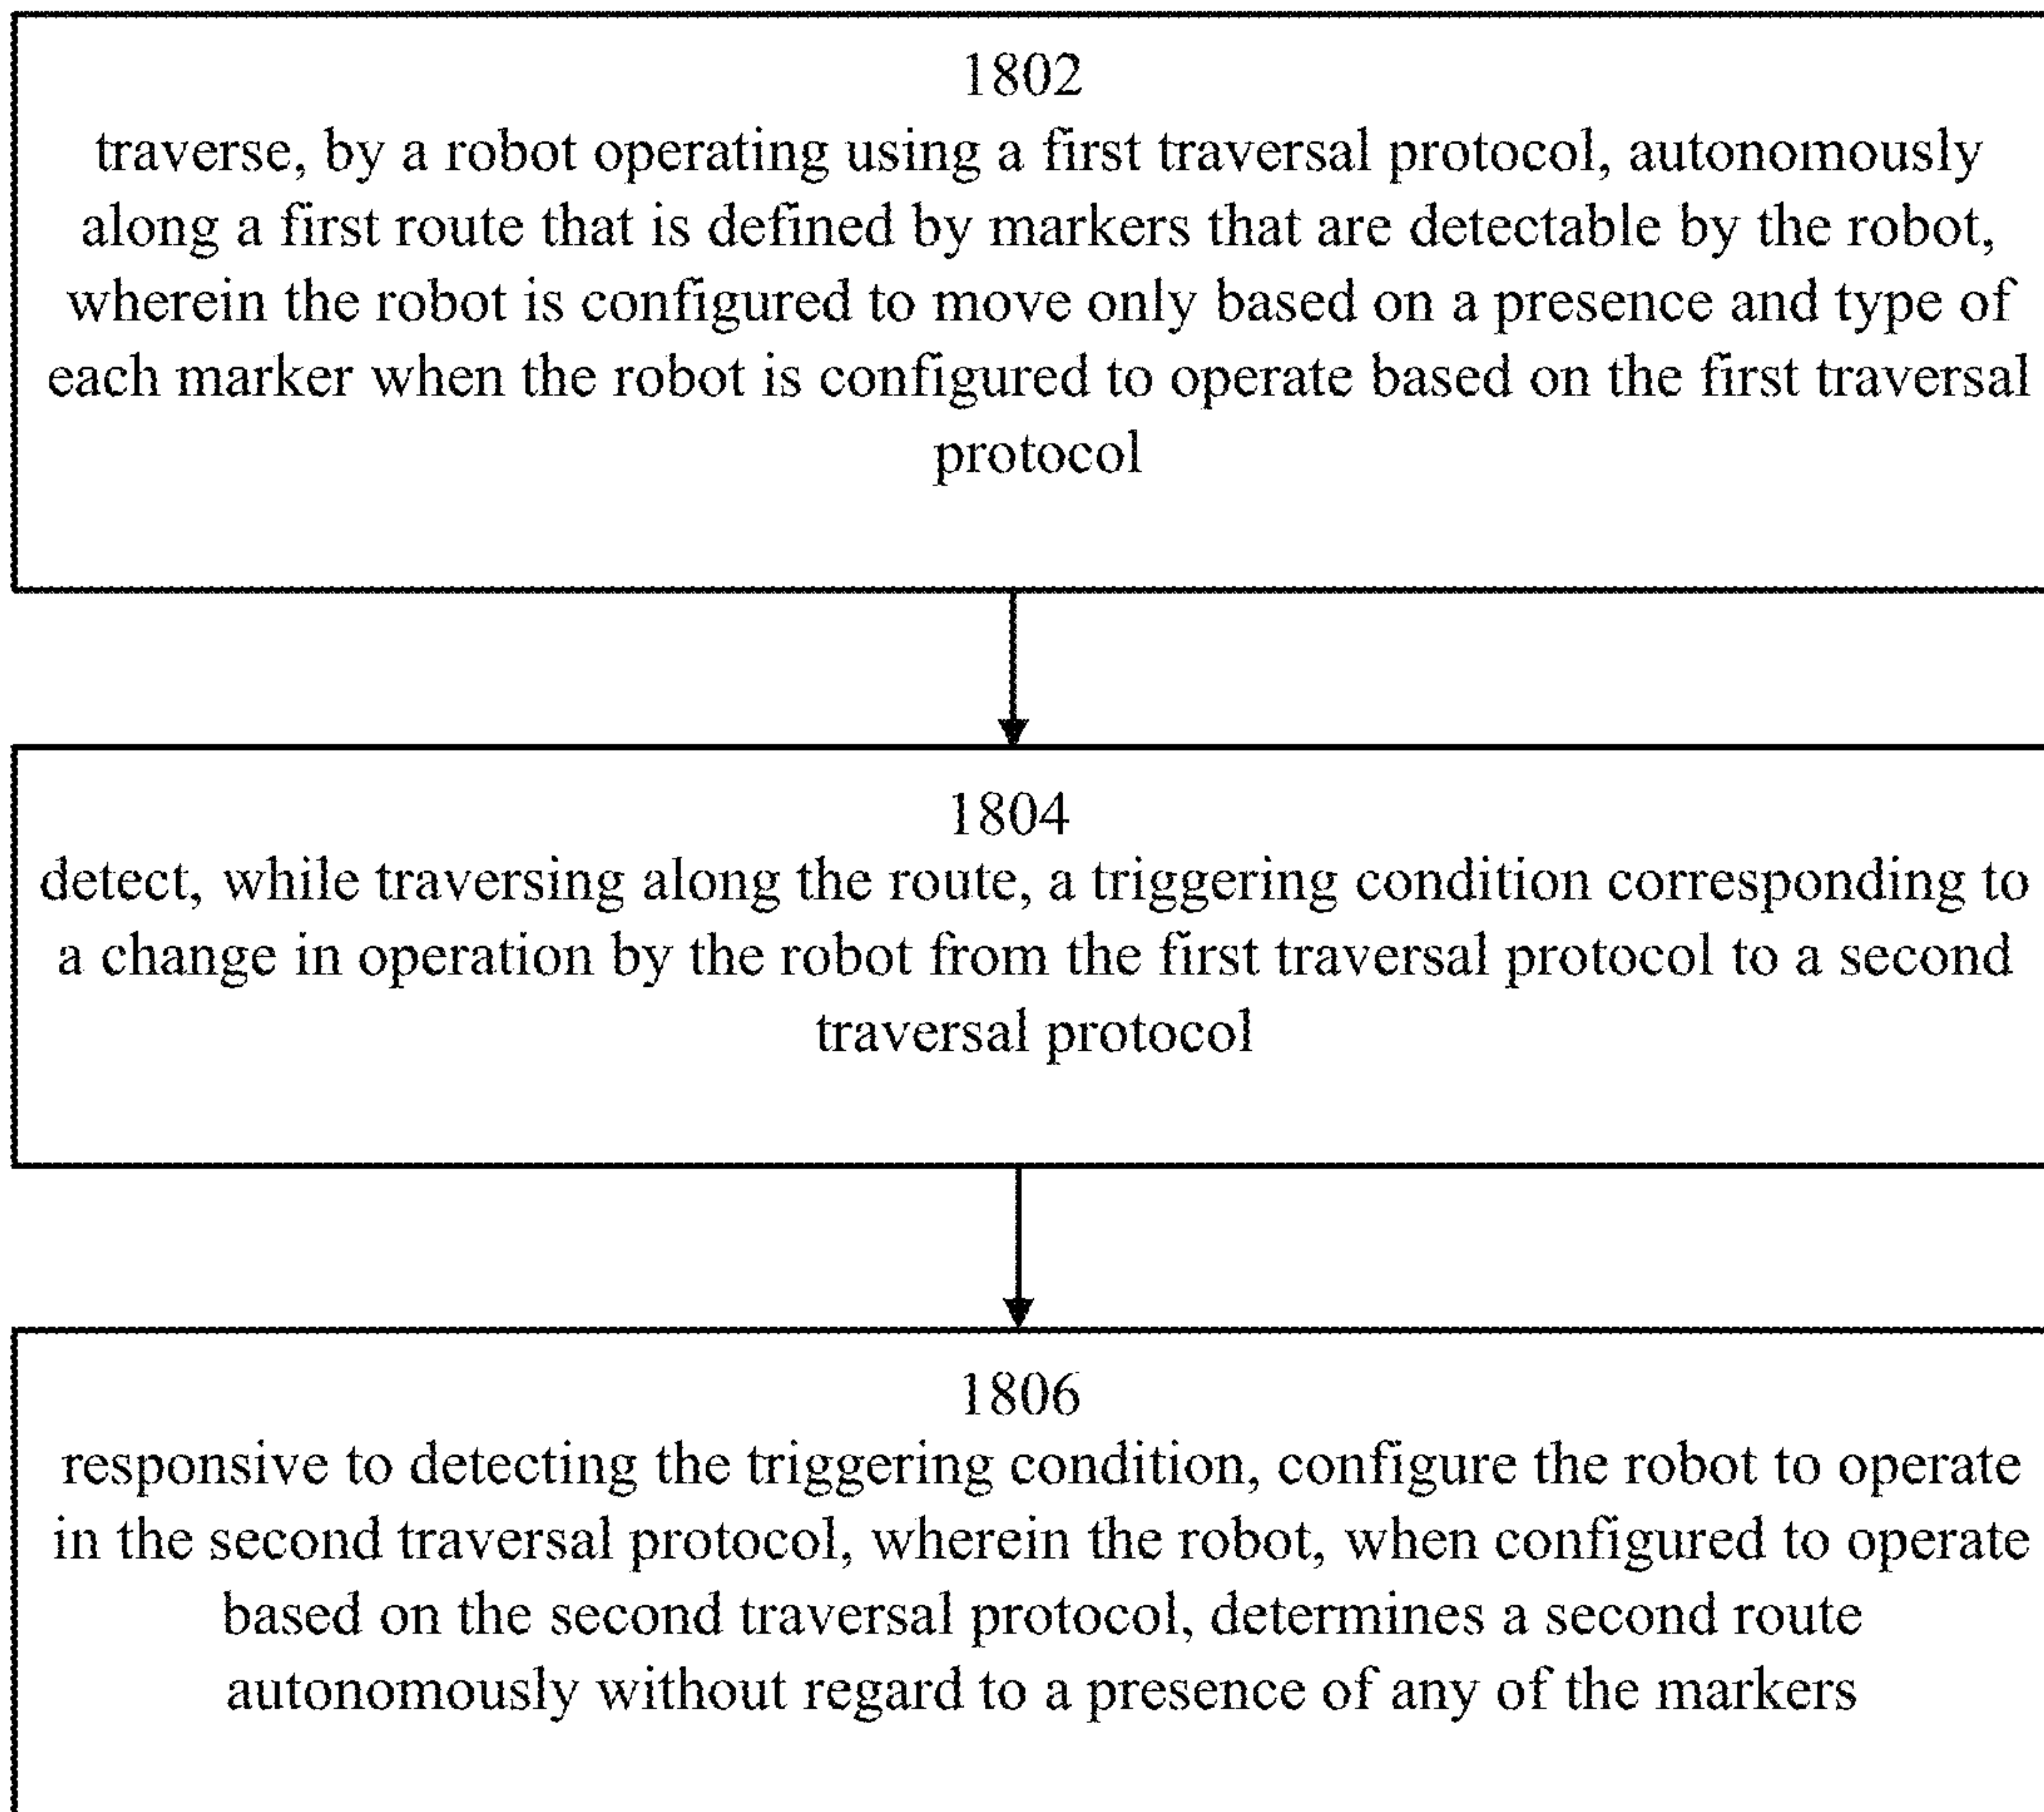 1802
traverse, by a robot operating using a first traversal protocol, autonomously
along a first route that is defined by markers that are detectable by the robot,
wherein the robot is configured to move only based on a presence and type of
each marker when the robot is configured to operate based on the first traversal
protocol
1804
detect, while traversing along the route, a triggering condition corresponding to
a change in operation by the robot from the first traversal protocol to a second
traversal protocol
1806
responsive to detecting the triggering condition, configure the robot to operate
in the second traversal protocol, wherein the robot, when configured to operate
based on the second traversal protocol, determines a second route
autonomously without regard to a presence of any of the markers